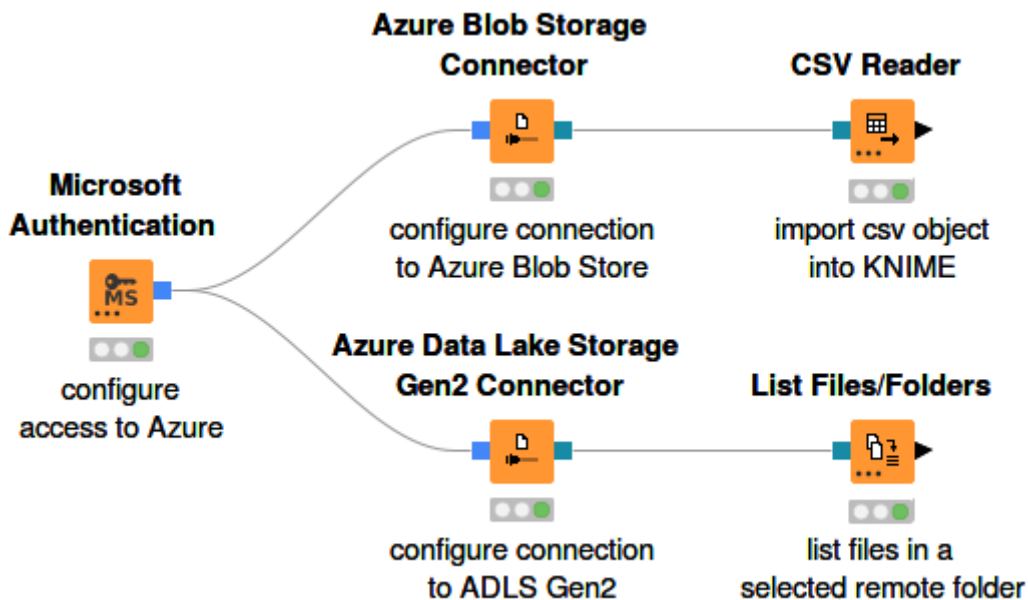 Azure Blob Storage
Connector
CSV Reader
configure connection
to Azure Blob Store
import csv object
into KNIME
Microsoft
Authentication
MS
configure
access to Azure
Azure Data Lake Storage
Gen2 Connector
List Files/Folders
configure connection
to ADLS Gen2
list files in a
selected remote folder